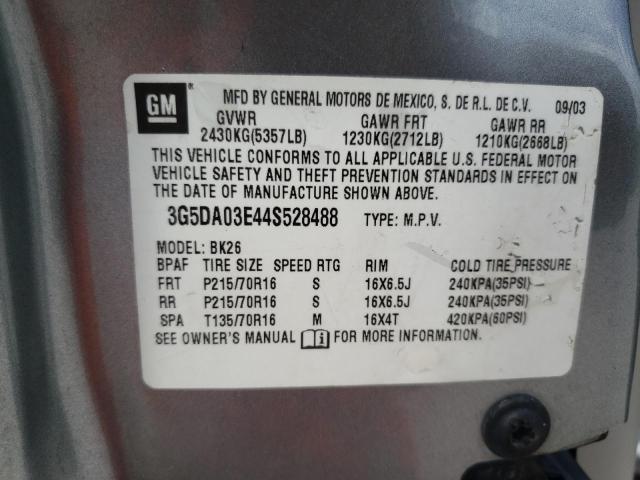 GM ® MFD BY GENERAL MOTORS DE MEXICO, S. DE R.L. DE C.V. 09/03
GVWR GAWR FRT GAWR RR
2430KG(5357LB) 1230KG(2712LB) 1210KG(2668LB)
THIS VEHICLE CONFORMS TO ALL APPLICABLE U.S. FEDERAL MOTOR
VEHICLE SAFETY AND THEFT PREVENTION STANDARDS IN EFFECT ON
THE DATE OF MANUFACTURE SHOWN ABOVE.
3G5DA03E44S528488 TYPE: M.P.V.
MODEL: BK26
BPAF TIRE SIZE SPEED RTG RIM COLD TIRE PRESSURE
FRT P215/70R16 S 16X6.5J 240KPA(35PSI)
RR P215/70R16 S 16X6.5J 240KPA(35PSI)
SPA T135/70R16 M 16X4T 420KPA(60PSI)
SEE OWNER'S MANUAL FOR MORE INFORMATION.